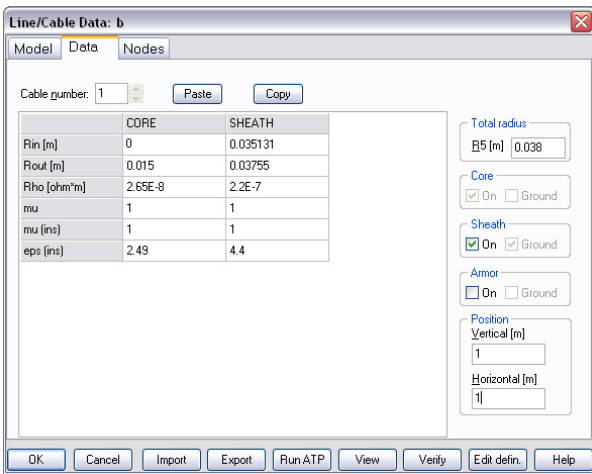 Line/Cable Data: b
Model Data Nodes
Cable number: 1 Paste Copy
CORE SHEATH
Rin [m] 0 0.035131
Rout [m] 0.015 0.03755
Rho [ohm*m] 2.65E-8 2.2E-7
mu 1 1
mu (ins) 1 1
eps (ins) 2.49 4.4
Total radius
R5 [m] 0.038
Core
On Ground
Sheath
On Ground
Armor
On Ground
Position
Vertical [m]
1
Horizontal [m]
1
OK Cancel Import Export Run ATP View Verify Edit defin. Help